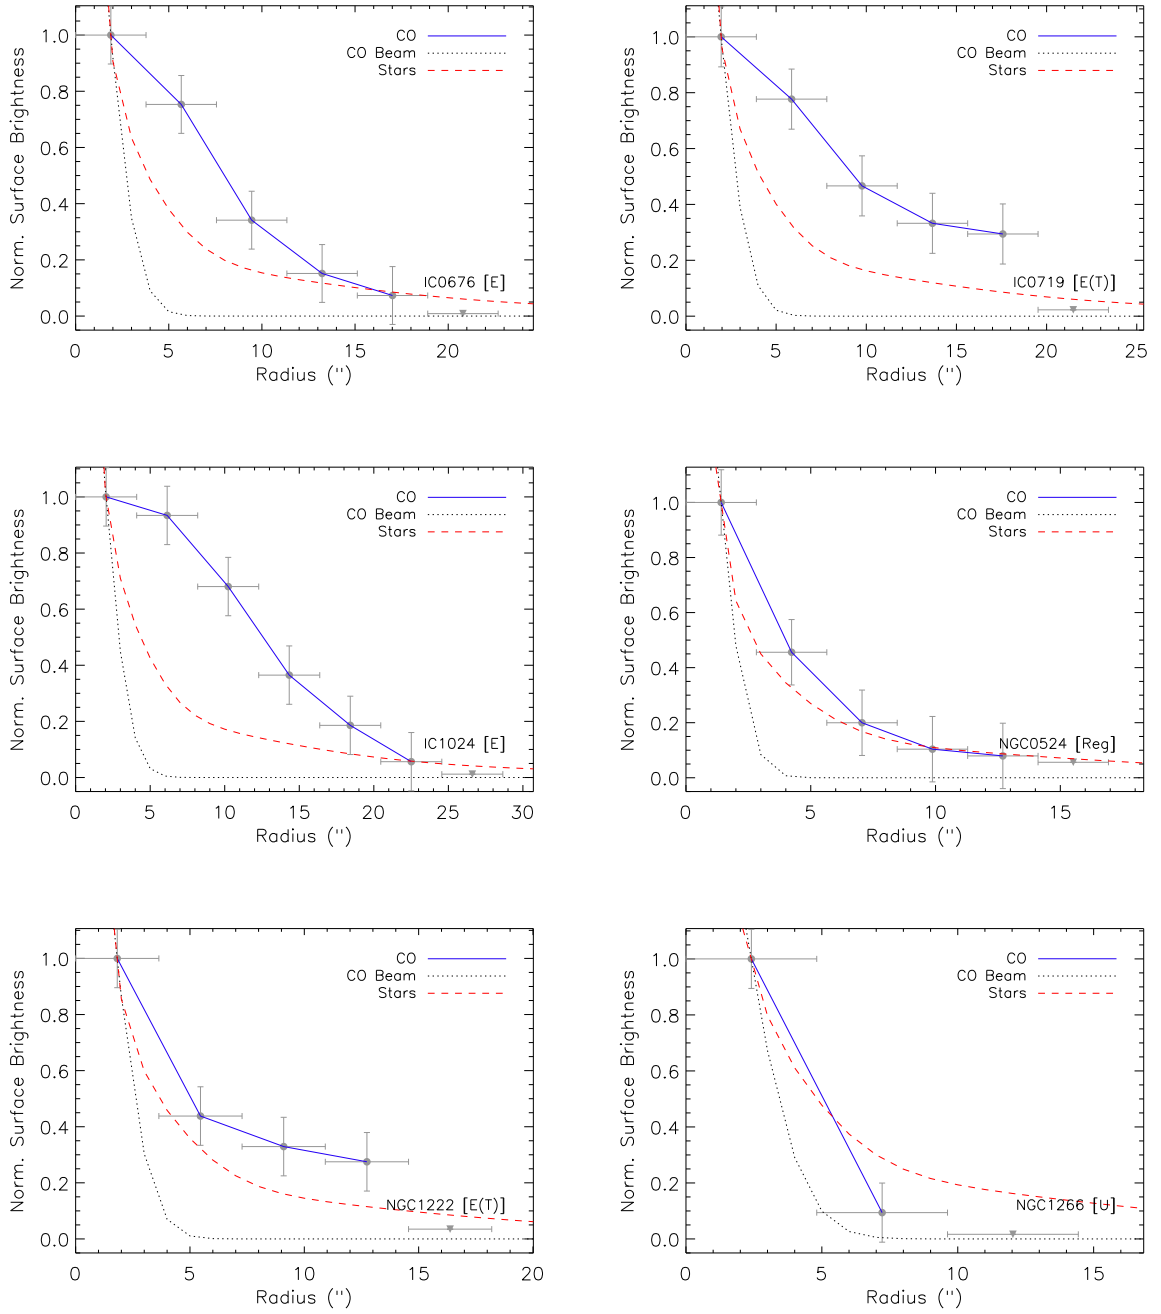 CO
CO Beam
Stars
1.0
0.8
0.6
0.4
0.2
0.0
Norm. Surface Brightness
IC0676 [E]
0 5 10 15 20
Radius ('')
CO
CO Beam
Stars
1.0
0.8
0.6
0.4
0.2
0.0
Norm. Surface Brightness
IC0719 [E(T)]
0 5 10 15 20 25
Radius ('')
CO
CO Beam
Stars
1.0
0.8
0.6
0.4
0.2
0.0
Norm. Surface Brightness
IC1024 [E]
0 5 10 15 20 25 30
Radius ('')
CO
CO Beam
Stars
1.0
0.8
0.6
0.4
0.2
0.0
Norm. Surface Brightness
NGC0524 [Reg]
0 5 10 15
Radius ('')
CO
CO Beam
Stars
1.0
0.8
0.6
0.4
0.2
0.0
Norm. Surface Brightness
NGC1222 [E(T)]
0 5 10 15 20
Radius ('')
CO
CO Beam
Stars
1.0
0.8
0.6
0.4
0.2
0.0
Norm. Surface Brightness
NGC1266 [U]
0 5 10 15
Radius ('')